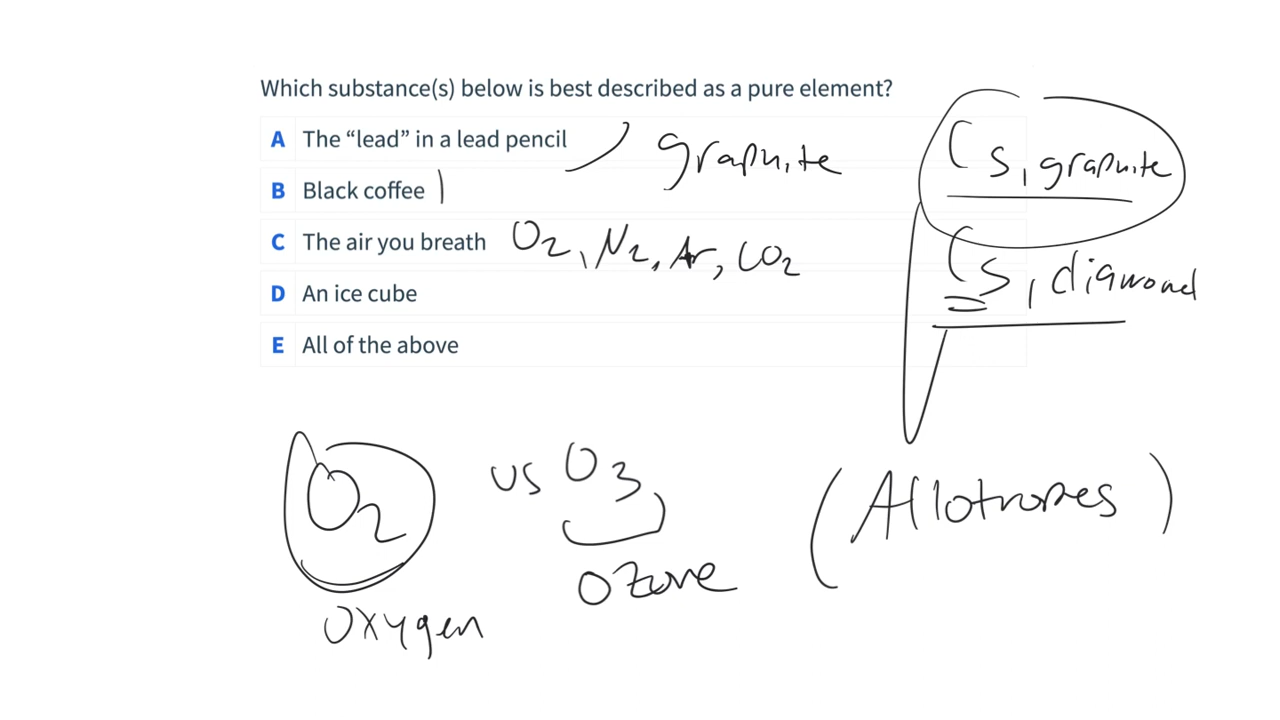 Which substance(s) below is best described as a pure element?
A The “lead” in a lead pencil
graphite
B Black coffee
C The air you breath
O2, N2, Ar, CO2
D An ice cube
E All of the above
C s, graphite
C s, diamond
O2 vs O3
oxygen
ozone
(Allotropes)